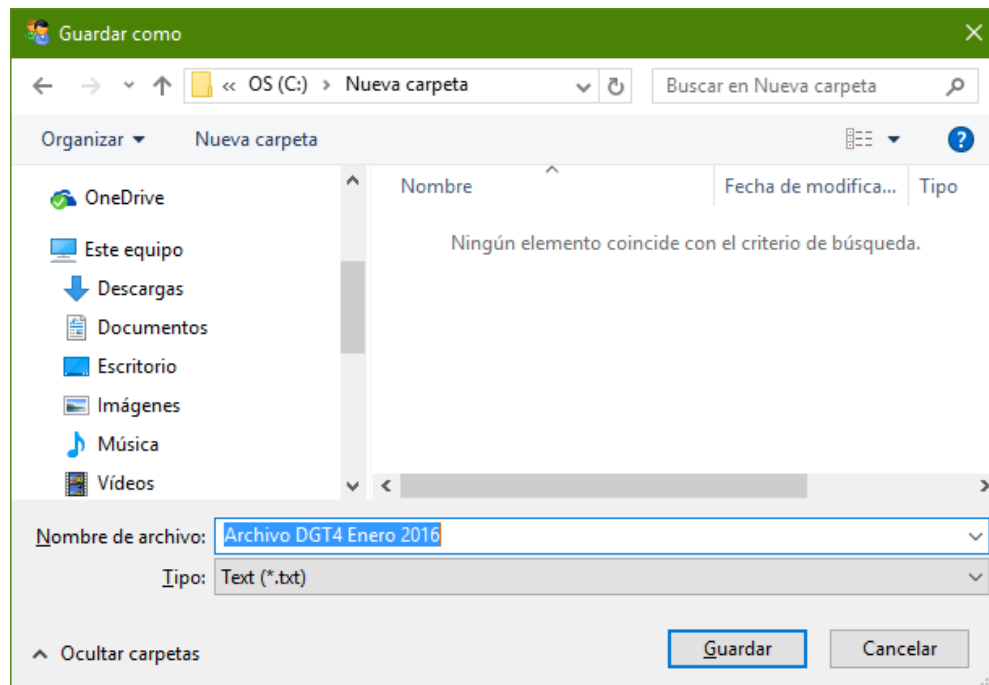 Guardar como
« OS (C:) › Nueva carpeta
Buscar en Nueva carpeta
Organizar
Nueva carpeta
Nombre
Fecha de modifica...
Tipo
Ningún elemento coincide con el criterio de búsqueda.
OneDrive
Este equipo
Descargas
Documentos
Escritorio
Imágenes
Música
Vídeos
Nombre de archivo: Archivo DGT4 Enero 2016
Tipo: Text (*.txt)
Ocultar carpetas
Guardar
Cancelar